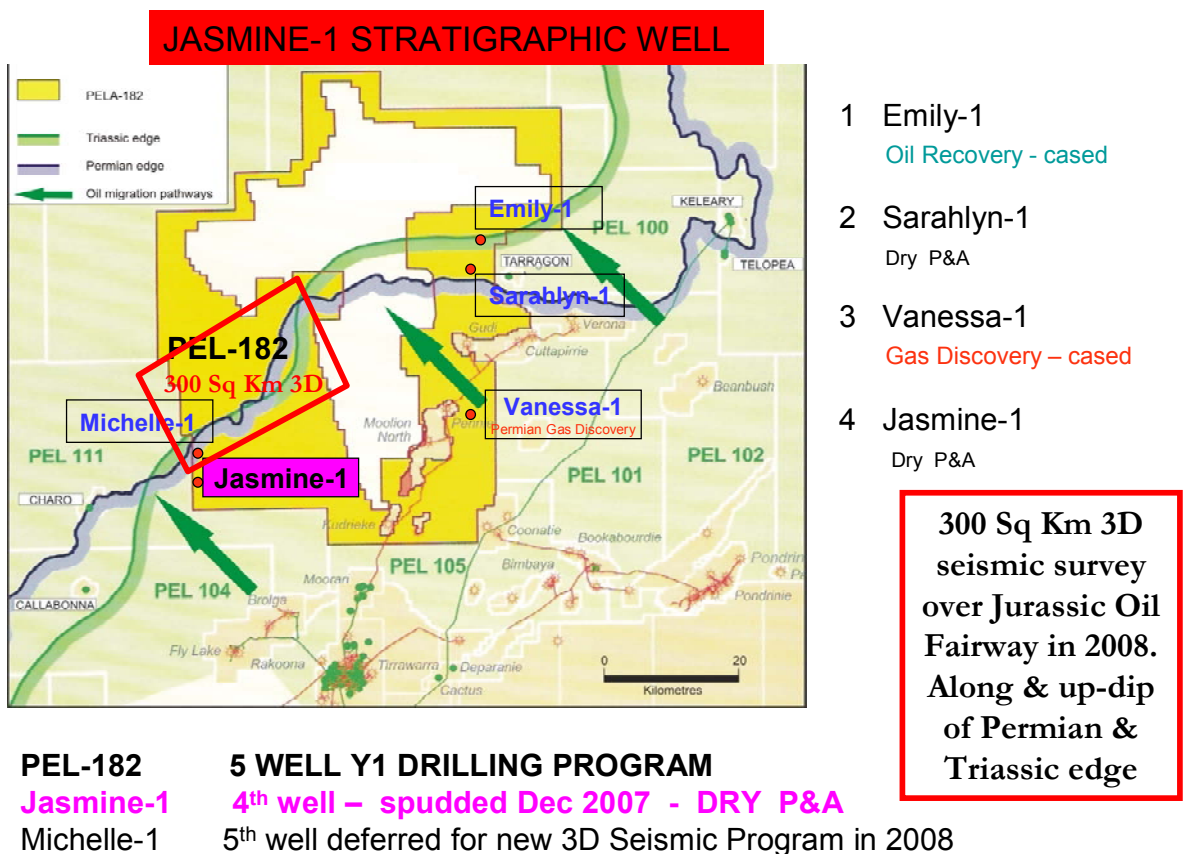 JASMINE-1 STRATIGRAPHIC WELL
PELA-182
Triassic edge
Permian edge
Oil migration pathways
Emily-1
PEL 100
KELEARY
TARRAGON
TELOPEA
Sarahlyn-1
Gudi
Verona
Cuttapirrie
PEL-182
300 Sq Km 3D
Beanbush
Michelle-1
Moolion
North
Vanessa-1
Permian Gas Discovery
PEL 111
PEL 102
PEL 101
Jasmine-1
CHARO
Kudrieke
Coonatie
Bookabourdie
PEL 105
Bimbaya
Pondrin
Mooran
PEL 104
Pondrinie
CALLABONNA
Brolga
Fly Lake
Rakoona
Tirrawarra
Deparanie
Cactus
0 20
Kilometres
1 Emily-1
Oil Recovery - cased
2 Sarahlyn-1
Dry P&A
3 Vanessa-1
Gas Discovery – cased
4 Jasmine-1
Dry P&A
300 Sq Km 3D
seismic survey
over Jurassic Oil
Fairway in 2008.
Along & up-dip
of Permian &
Triassic edge
PEL-182 5 WELL Y1 DRILLING PROGRAM
Jasmine-1 4th well – spudded Dec 2007 - DRY P&A
Michelle-1 5th well deferred for new 3D Seismic Program in 2008